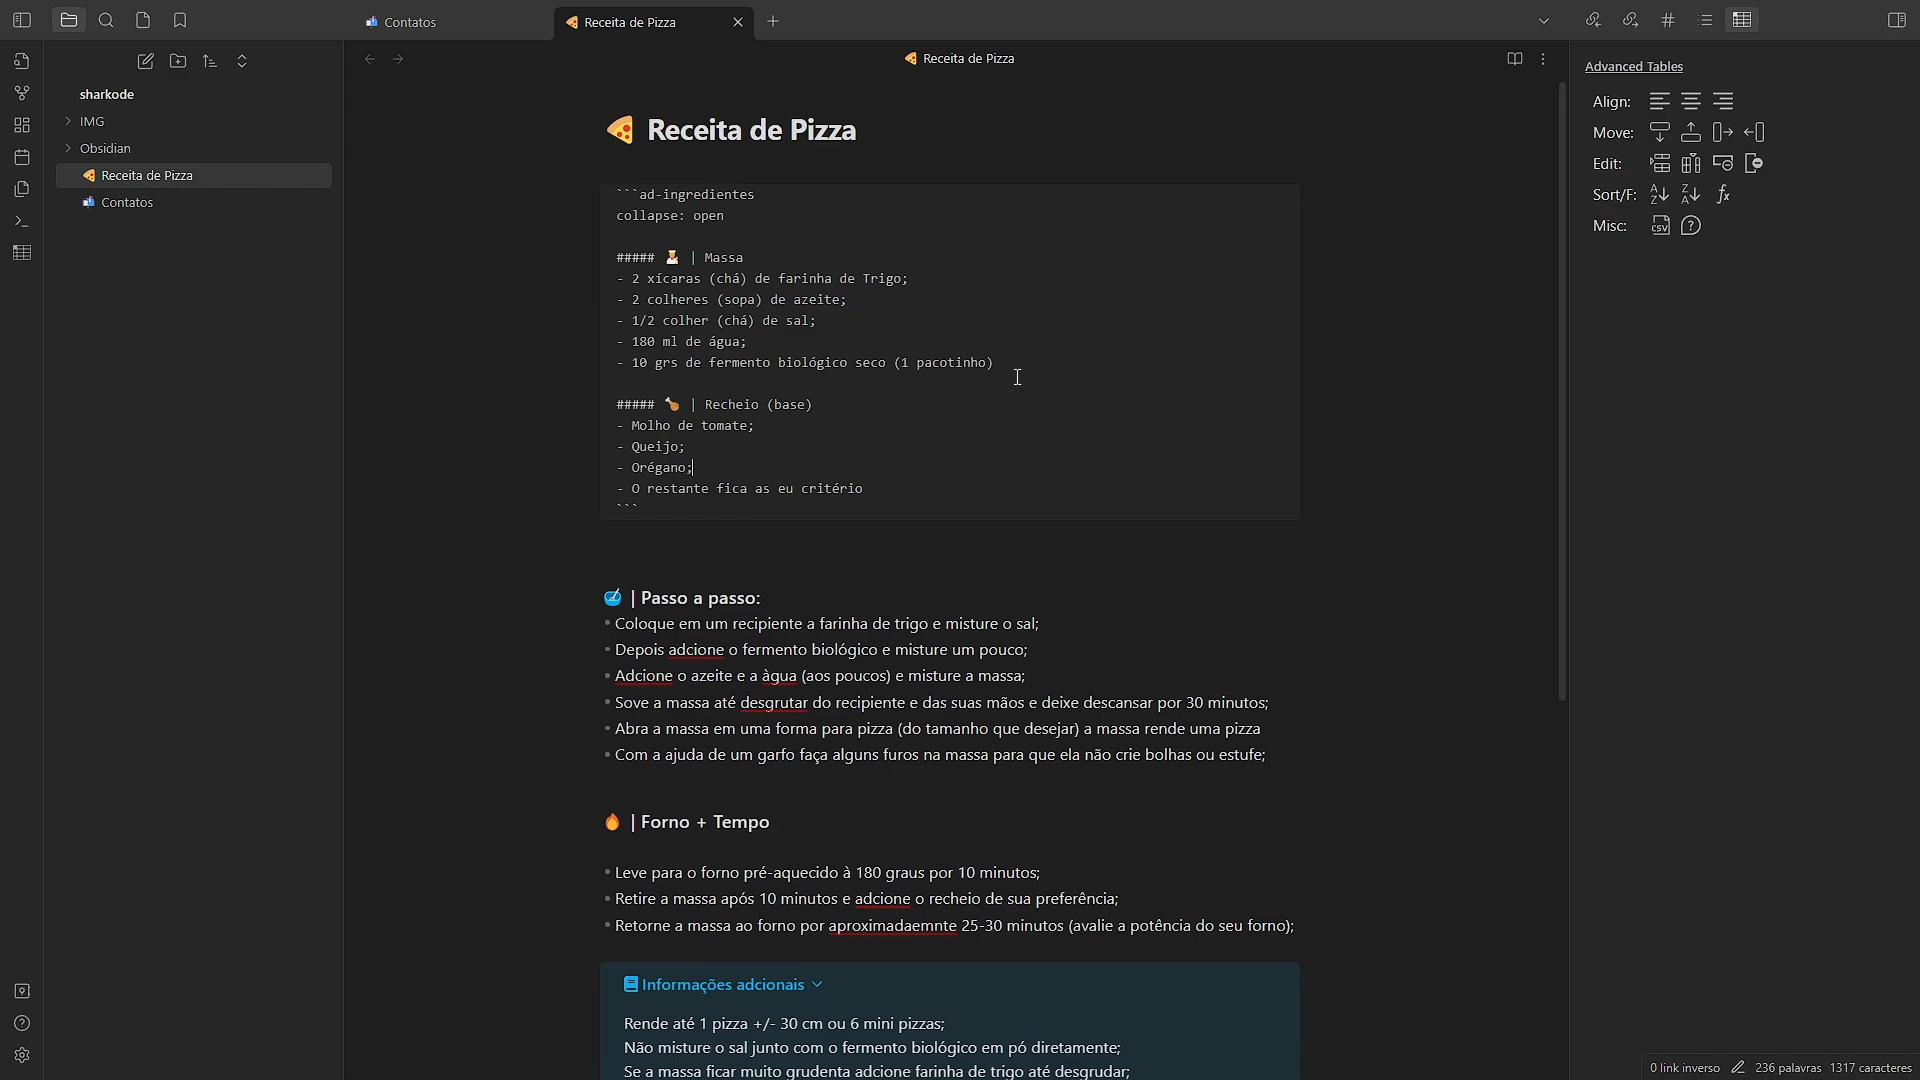 Contatos
Receita de Pizza
Receita de Pizza
sharkode
IMG
Obsidian
Receita de Pizza
Contatos
Receita de Pizza
```ad-ingredientes
collapse: open
##### | Massa
- 2 xícaras (chá) de farinha de Trigo;
- 2 colheres (sopa) de azeite;
- 1/2 colher (chá) de sal;
- 180 ml de água;
- 10 grs de fermento biológico seco (1 pacotinho)
##### | Recheio (base)
- Molho de tomate;
- Queijo;
- Orégano;
- O restante fica as eu critério
```
| Passo a passo:
• Coloque em um recipiente a farinha de trigo e misture o sal;
• Depois adcione o fermento biológico e misture um pouco;
• Adcione o azeite e a àgua (aos poucos) e misture a massa;
• Sove a massa até desgrutar do recipiente e das suas mãos e deixe descansar por 30 minutos;
• Abra a massa em uma forma para pizza (do tamanho que desejar) a massa rende uma pizza
• Com a ajuda de um garfo faça alguns furos na massa para que ela não crie bolhas ou estufe;
| Forno + Tempo
• Leve para o forno pré-aquecido à 180 graus por 10 minutos;
• Retire a massa após 10 minutos e adcione o recheio de sua preferência;
• Retorne a massa ao forno por aproximadaemnte 25-30 minutos (avalie a potência do seu forno);
Informações adcionais
Rende até 1 pizza +/- 30 cm ou 6 mini pizzas;
Não misture o sal junto com o fermento biológico em pó diretamente;
Se a massa ficar muito grudenta adcione farinha de trigo até desgrudar;
Advanced Tables
Align:
Move:
Edit:
Sort/F:
Misc:
0 link inverso 236 palavras 1317 caracteres